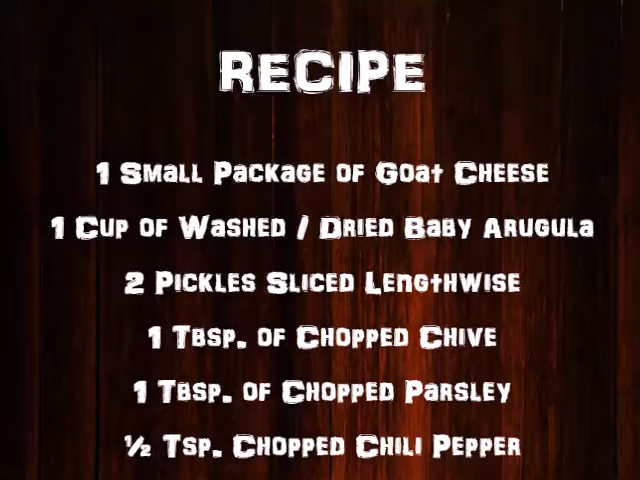 RECIPE
1 Small Package of Goat Cheese
1 Cup of Washed / Dried Baby Arugula
2 Pickles Sliced Lengthwise
1 Tbsp. of Chopped Chive
1 Tbsp. of Chopped Parsley
½ Tsp. Chopped Chili Pepper